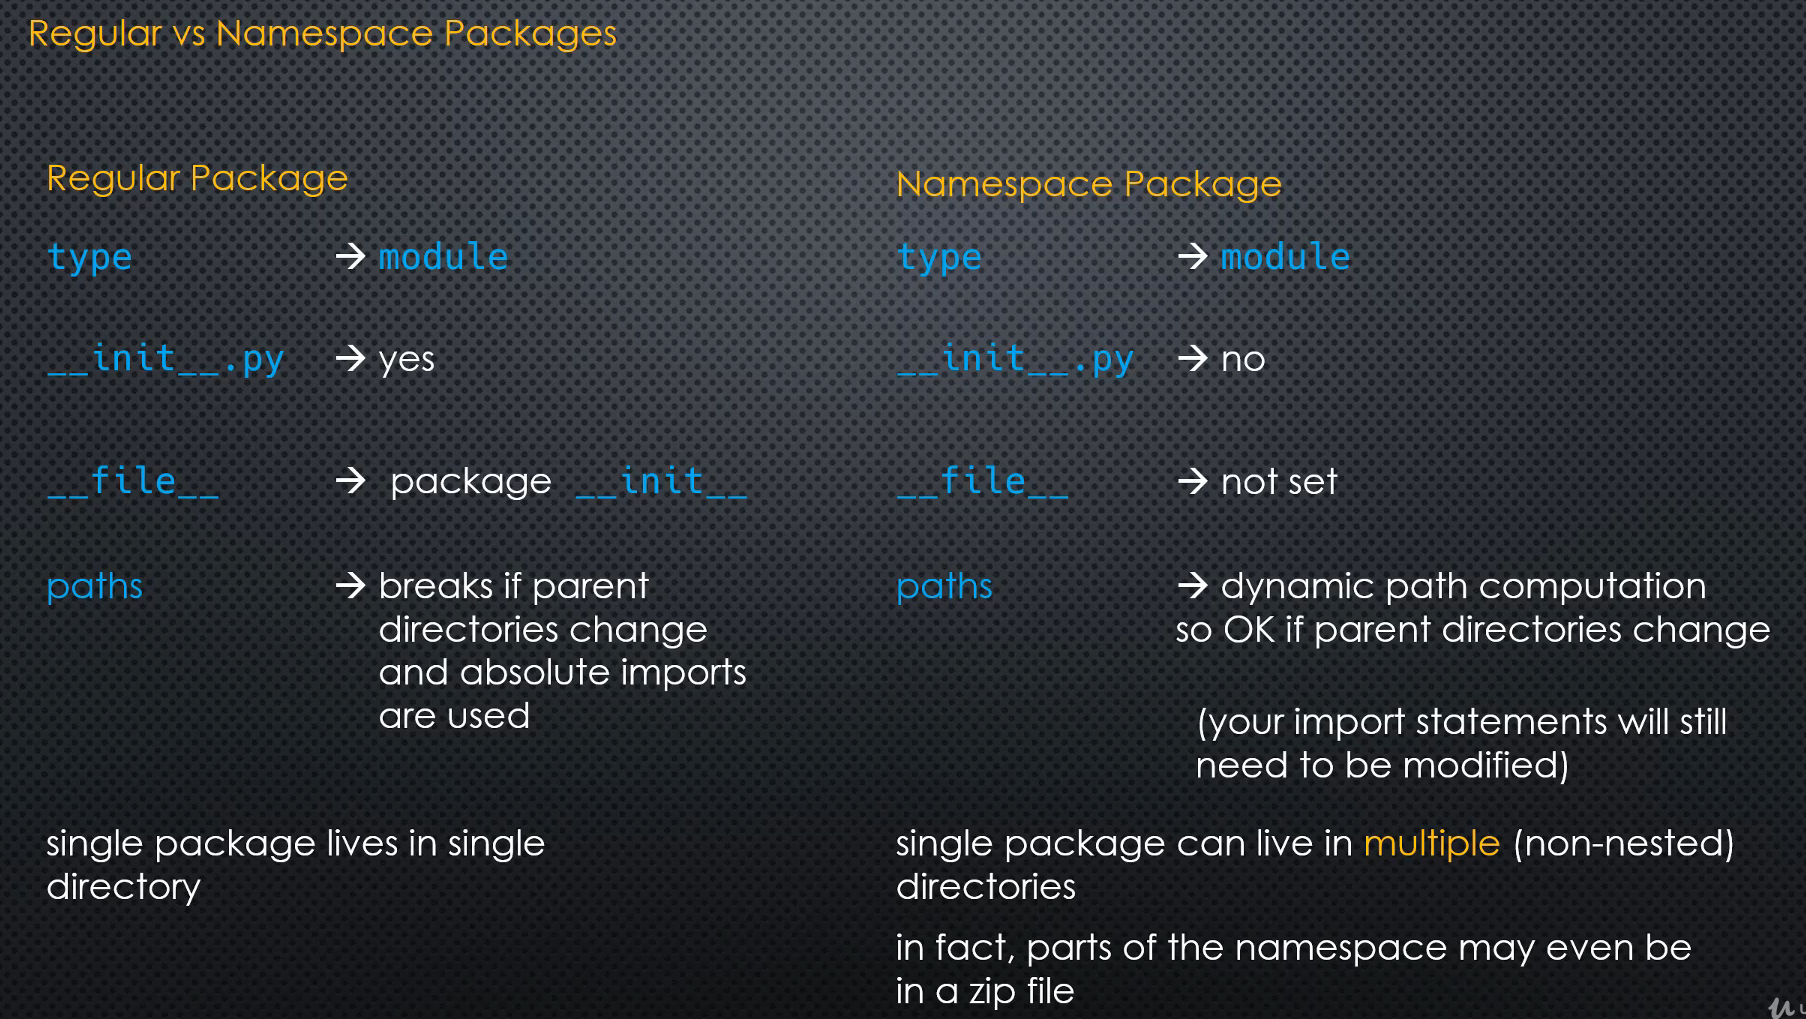 Regular vs Namespace Packages
Regular Package
type → module
__init__.py → yes
__file__ → package __init__
paths → breaks if parent
directories change
and absolute imports
are used
single package lives in single
directory
Namespace Package
type → module
__init__.py → no
__file__ → not set
paths → dynamic path computation
so OK if parent directories change
(your import statements will still
need to be modified)
single package can live in multiple (non-nested)
directories
in fact, parts of the namespace may even be
in a zip file